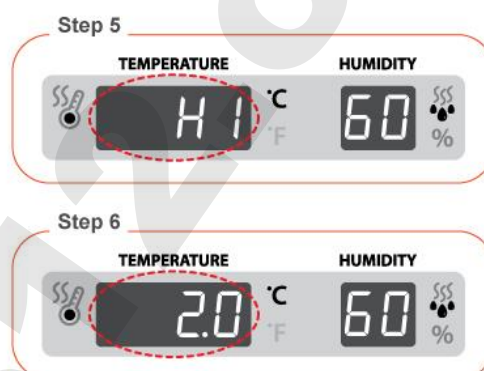 Step 5
TEMPERATURE HUMIDITY
H1 °C °F 60 %
Step 6
TEMPERATURE HUMIDITY
2.0 °C °F 60 %